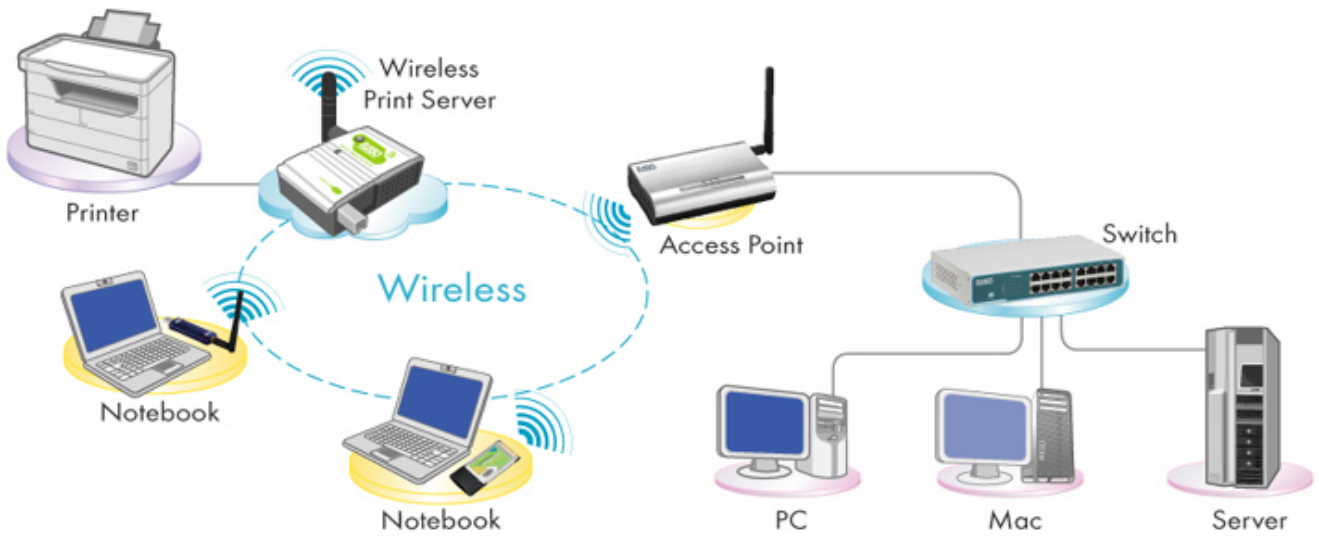 Wireless
Print Server
Printer
Access Point
Switch
Wireless
Notebook
Notebook
PC
Mac
Server